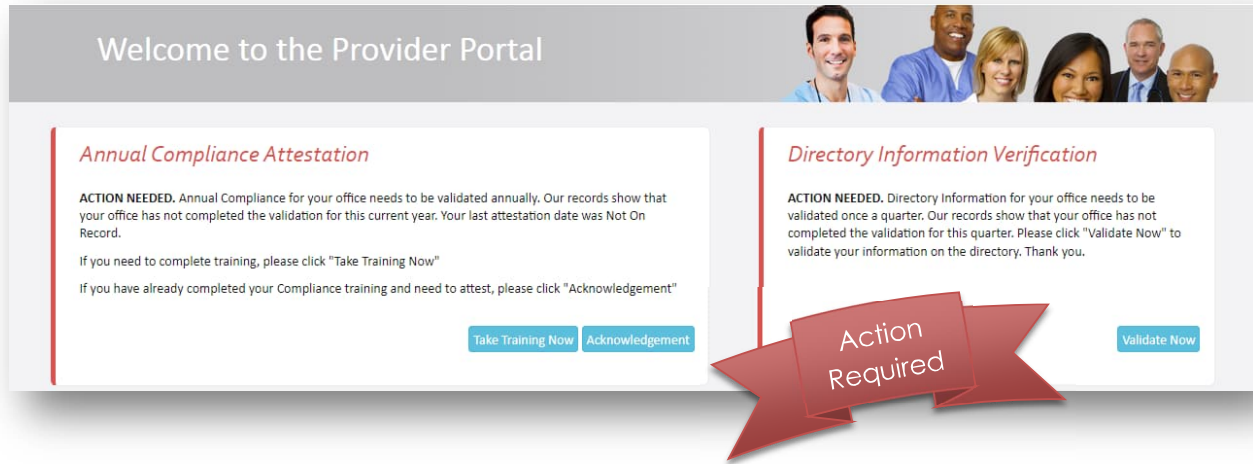 Welcome to the Provider Portal
Annual Compliance Attestation
ACTION NEEDED. Annual Compliance for your office needs to be validated annually. Our records show that
your office has not completed the validation for this current year. Your last attestation date was Not On
Record.
If you need to complete training, please click "Take Training Now"
If you have already completed your Compliance training and need to attest, please click "Acknowledgement"
Take Training Now
Acknowledgement
Directory Information Verification
ACTION NEEDED. Directory Information for your office needs to be
validated once a quarter. Our records show that your office has not
completed the validation for this quarter. Please click "Validate Now" to
validate your information on the directory. Thank you.
Validate Now
Action
Required